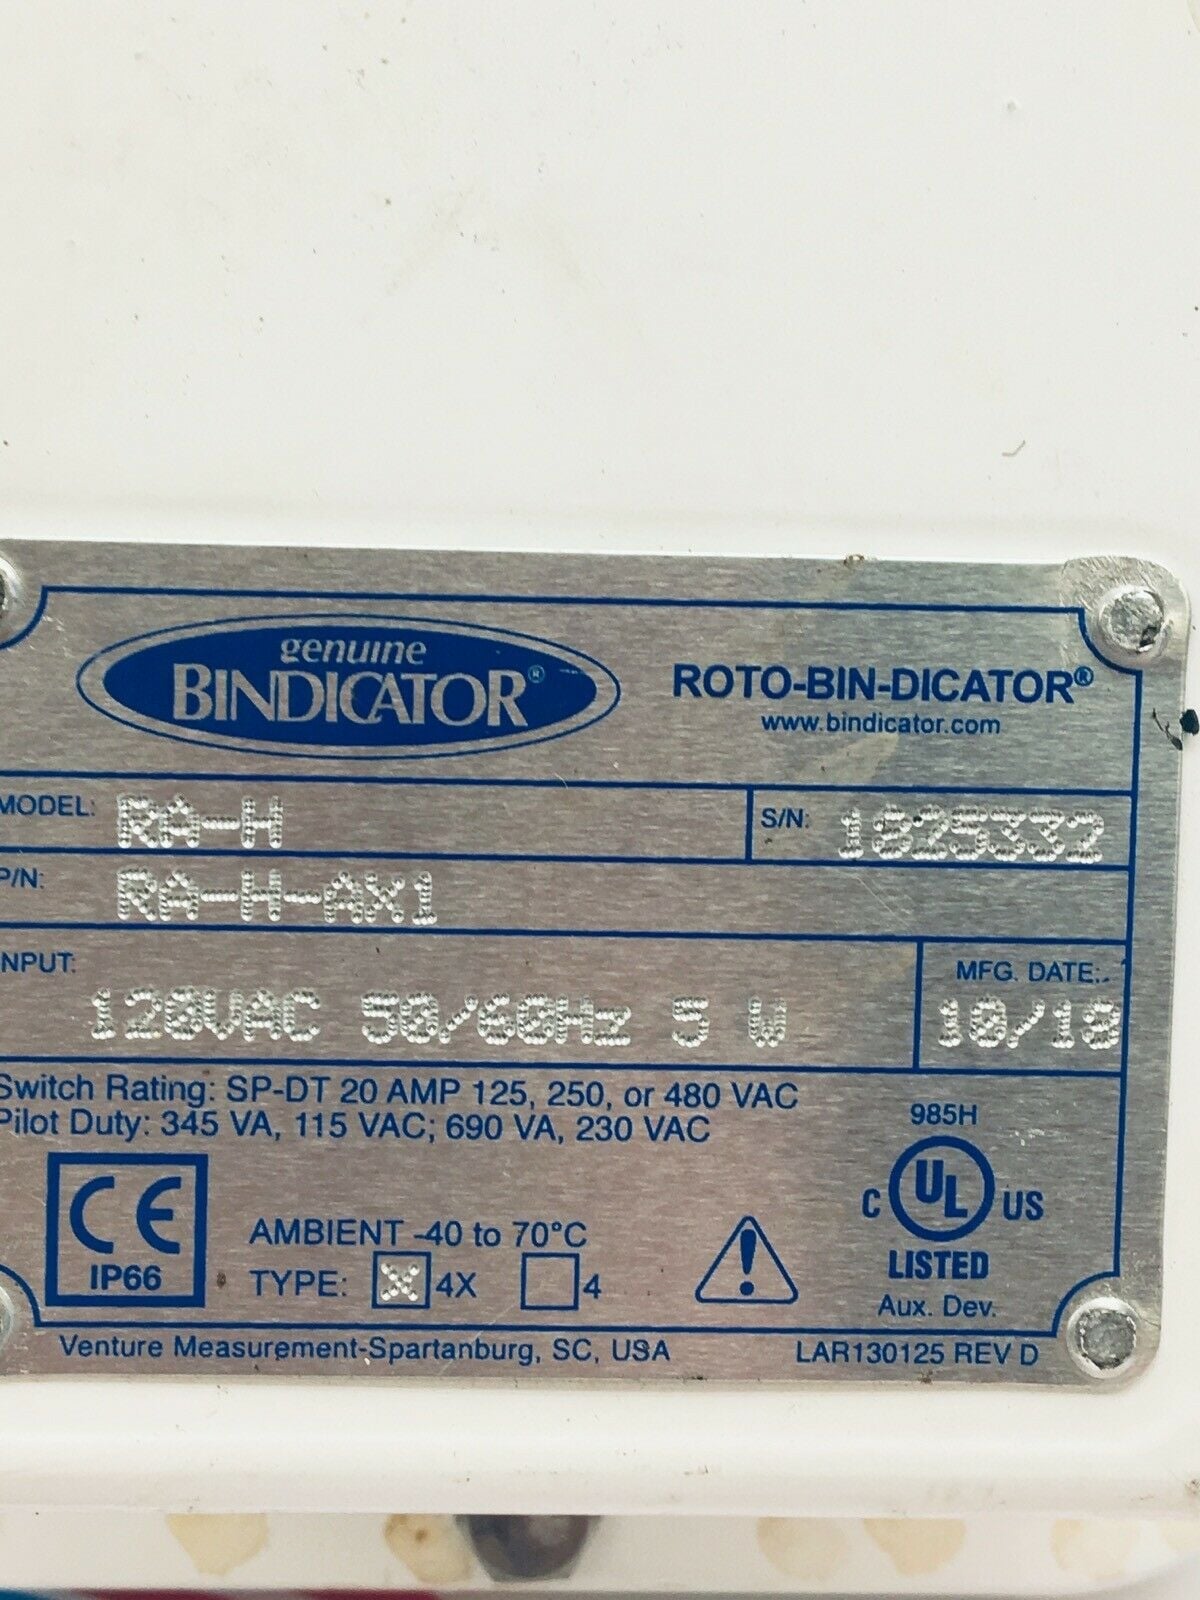 genuine
BINDICATOR®
ROTO-BIN-DICATOR®
www.bindicator.com
MODEL: RA-H
S/N: 1825332
P/N: RA-H-AX1
INPUT:
120VAC 50/60Hz 5 W
MFG. DATE:
10/18
Switch Rating: SP-DT 20 AMP 125, 250, or 480 VAC
Pilot Duty: 345 VA, 115 VAC; 690 VA, 230 VAC
CE
IP66
AMBIENT -40 to 70°C
TYPE: X 4X 4
985H
C UL US
LISTED
Aux. Dev.
Venture Measurement-Spartanburg, SC, USA
LAR130125 REV D